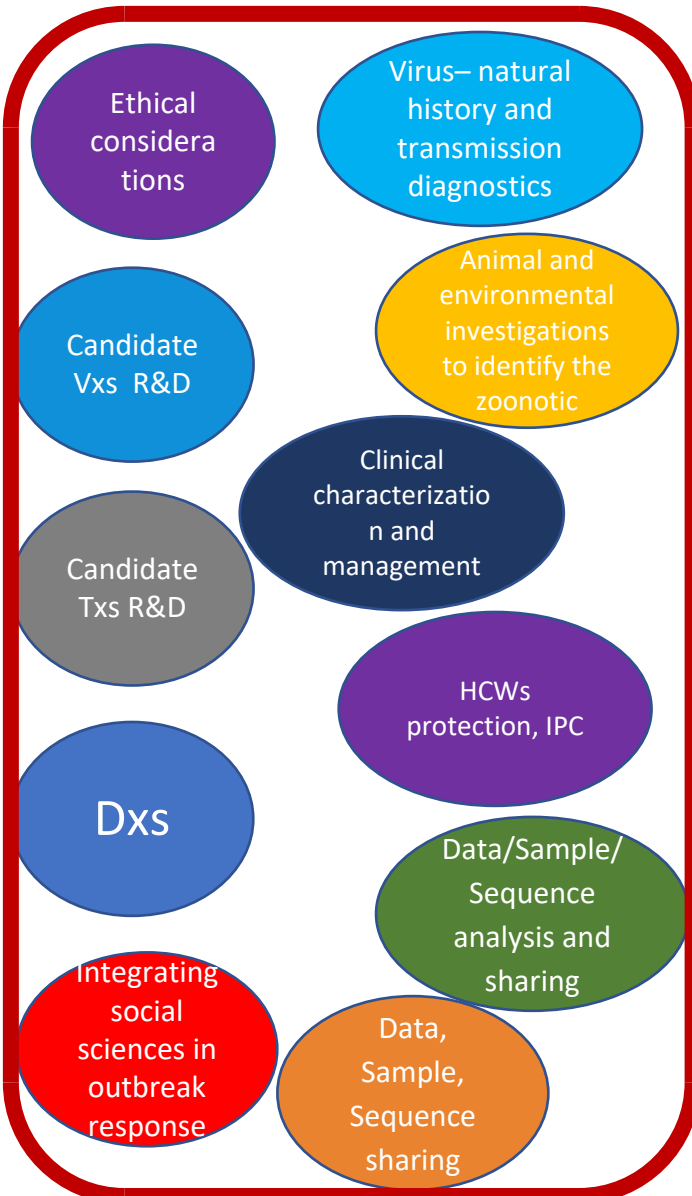 Ethical
considera
tions
Virus– natural
history and
transmission
diagnostics
Animal and
environmental
investigations
to identify the
zoonotic
Candidate
Vxs R&D
Clinical
characterizatio
n and
management
Candidate
Txs R&D
HCWs
protection, IPC
Dxs
Data/Sample/
Sequence
analysis and
sharing
Integrating
social
sciences in
outbreak
response
Data,
Sample,
Sequence
sharing